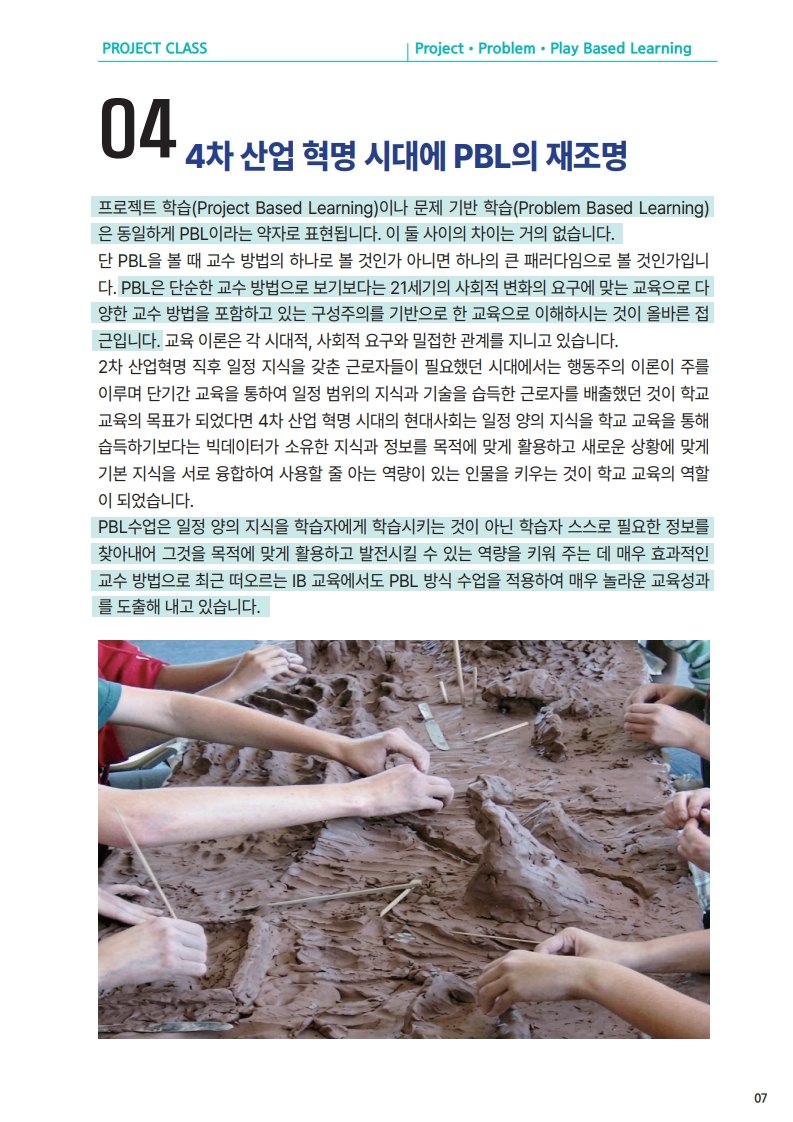 PROJECT CLASS
Project • Problem • Play Based Learning
04 4차 산업 혁명 시대에 PBL의 재조명
프로젝트 학습(Project Based Learning)이나 문제 기반 학습(Problem Based Learning)
은 동일하게 PBL이라는 약자로 표현됩니다. 이 둘 사이의 차이는 거의 없습니다.
단 PBL을 볼 때 교수 방법의 하나로 볼 것인가 아니면 하나의 큰 패러다임으로 볼 것인가입니
다. PBL은 단순한 교수 방법으로 보기보다는 21세기의 사회적 변화의 요구에 맞는 교육으로 다
양한 교수 방법을 포함하고 있는 구성주의를 기반으로 한 교육으로 이해하시는 것이 올바른 접
근입니다. 교육 이론은 각 시대적, 사회적 요구와 밀접한 관계를 지니고 있습니다.
2차 산업혁명 직후 일정 지식을 갖춘 근로자들이 필요했던 시대에서는 행동주의 이론이 주를
이루며 단기간 교육을 통하여 일정 범위의 지식과 기술을 습득한 근로자를 배출했던 것이 학교
교육의 목표가 되었다면 4차 산업 혁명 시대의 현대사회는 일정 양의 지식을 학교 교육을 통해
습득하기보다는 빅데이터가 소유한 지식과 정보를 목적에 맞게 활용하고 새로운 상황에 맞게
기본 지식을 서로 융합하여 사용할 줄 아는 역량이 있는 인물을 키우는 것이 학교 교육의 역할
이 되었습니다.
PBL수업은 일정 양의 지식을 학습자에게 학습시키는 것이 아닌 학습자 스스로 필요한 정보를
찾아내어 그것을 목적에 맞게 활용하고 발전시킬 수 있는 역량을 키워 주는 데 매우 효과적인
교수 방법으로 최근 떠오르는 IB 교육에서도 PBL 방식 수업을 적용하여 매우 놀라운 교육성과
를 도출해 내고 있습니다.
07